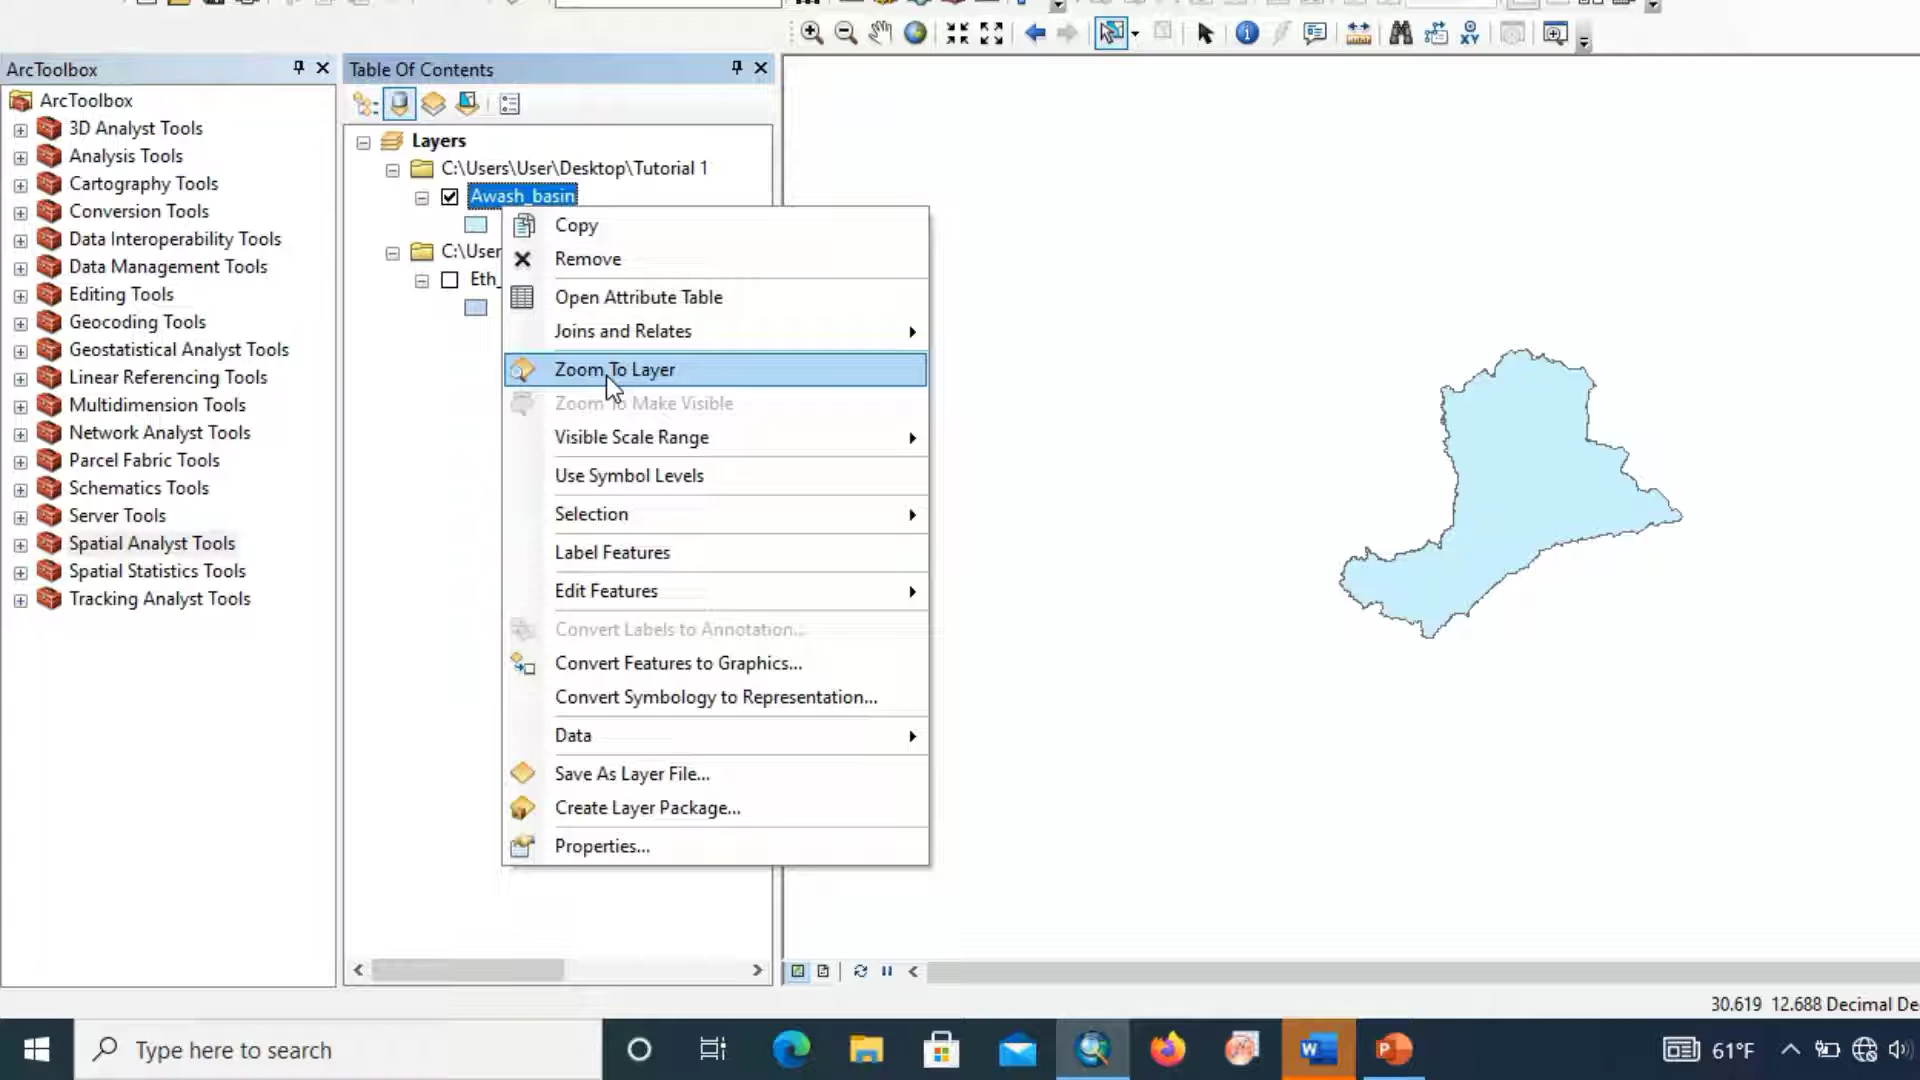 ArcToolbox
ArcToolbox
3D Analyst Tools
Analysis Tools
Cartography Tools
Conversion Tools
Data Interoperability Tools
Data Management Tools
Editing Tools
Geocoding Tools
Geostatistical Analyst Tools
Linear Referencing Tools
Multidimension Tools
Network Analyst Tools
Parcel Fabric Tools
Schematics Tools
Server Tools
Spatial Analyst Tools
Spatial Statistics Tools
Tracking Analyst Tools
Table Of Contents
Layers
C:\Users\User\Desktop\Tutorial 1
Awash_basin
C:\User
Eth_
Copy
Remove
Open Attribute Table
Joins and Relates
Zoom To Layer
Zoom To Make Visible
Visible Scale Range
Use Symbol Levels
Selection
Label Features
Edit Features
Convert Labels to Annotation...
Convert Features to Graphics...
Convert Symbology to Representation...
Data
Save As Layer File...
Create Layer Package...
Properties...
XY
30.619 12.688 Decimal De
Type here to search
W
P
61°F